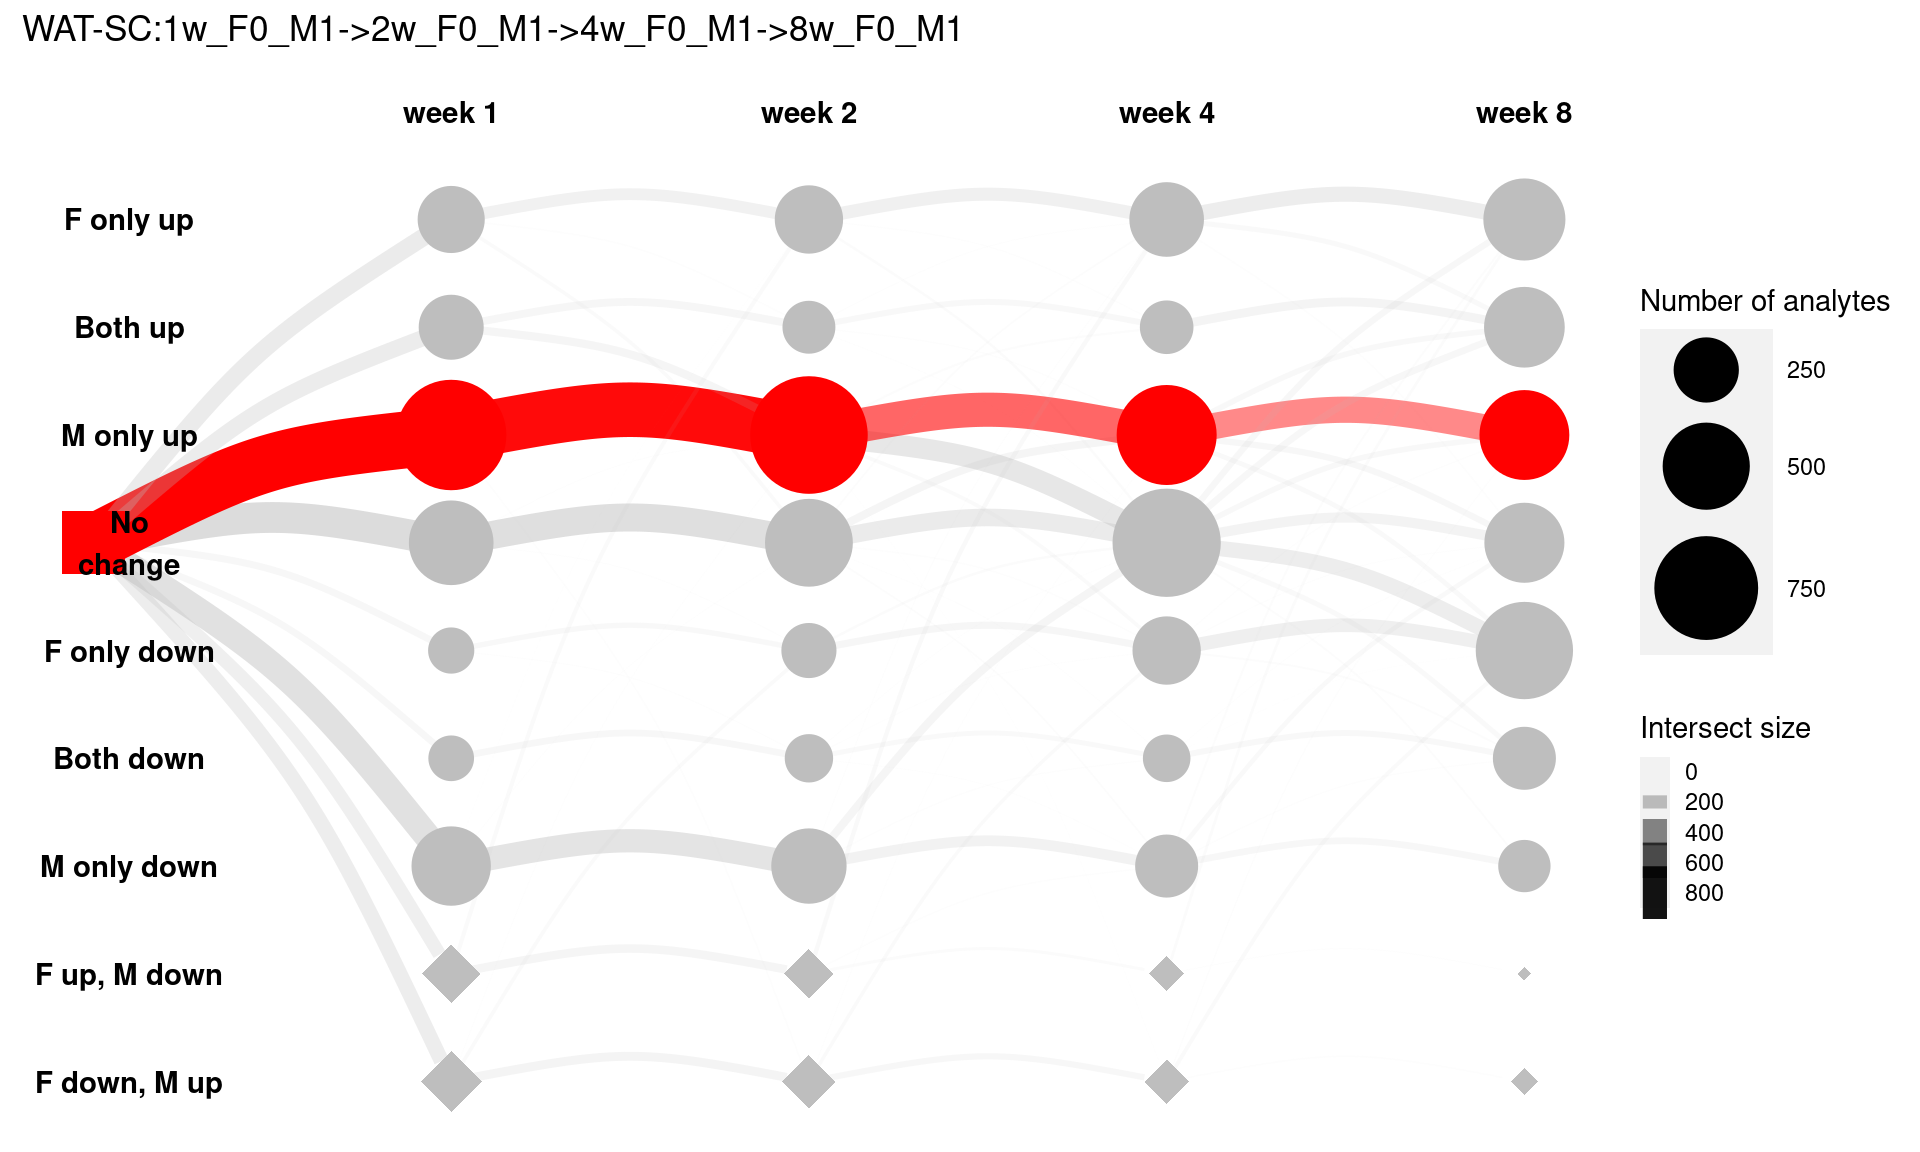 WAT-SC:1w_F0_M1->2w_F0_M1->4w_F0_M1->8w_F0_M1
week 1
week 2
week 4
week 8
F only up
Both up
M only up
No
change
F only down
Both down
M only down
F up, M down
F down, M up
Number of analytes
250
500
750
Intersect size
0
200
400
600
800